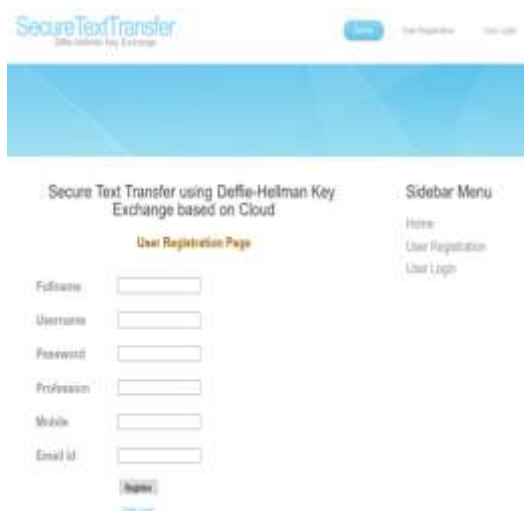 SecureTextTransfer
Deffie-Hellman Key Exchange
Home User Registration User Login
Secure Text Transfer using Deffie-Hellman Key
Exchange based on Cloud
User Registration Page
Fullname
Username
Password
Profession
Mobile
Email Id
Register
Sidebar Menu
Home
User Registration
User Login